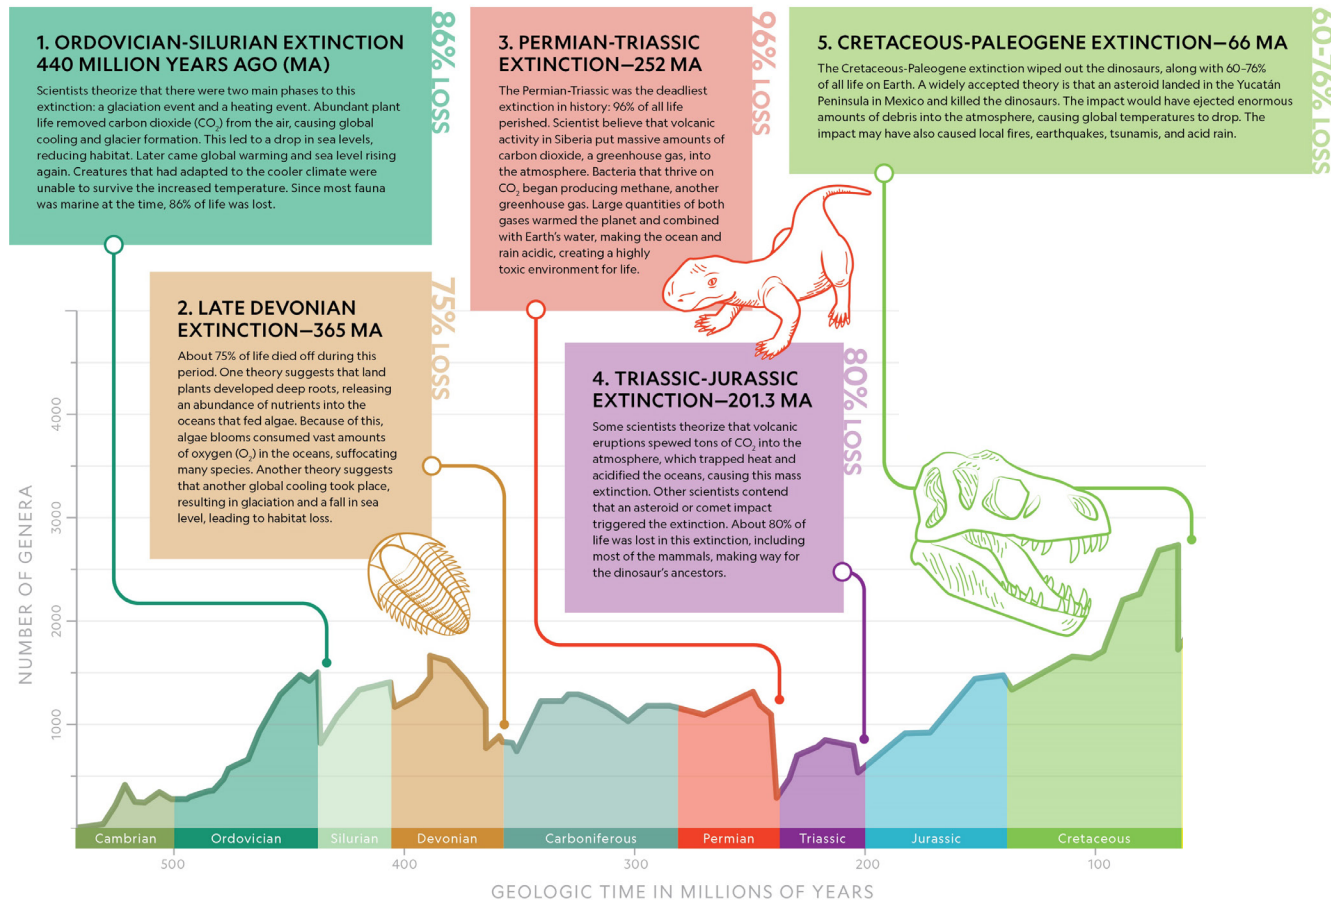 1. ORDOVICIAN-SILURIAN EXTINCTION
440 MILLION YEARS AGO (MA)
Scientists theorize that there were two main phases to this
extinction: a glaciation event and a heating event. Abundant plant
life removed carbon dioxide (CO₂) from the air, causing global
cooling and glacier formation. This led to a drop in sea levels,
reducing habitat. Later came global warming and sea level rising
again. Creatures that had adapted to the cooler climate were
unable to survive the increased temperature. Since most fauna
was marine at the time, 86% of life was lost.
86% LOSS
2. LATE DEVONIAN
EXTINCTION—365 MA
About 75% of life died off during this
period. One theory suggests that land
plants developed deep roots, releasing
an abundance of nutrients into the
oceans that fed algae. Because of this,
algae blooms consumed vast amounts
of oxygen (O₂) in the oceans, suffocating
many species. Another theory suggests
that another global cooling took place,
resulting in glaciation and a fall in sea
level, leading to habitat loss.
75% LOSS
3. PERMIAN-TRIASSIC
EXTINCTION—252 MA
The Permian-Triassic was the deadliest
extinction in history: 96% of all life
perished. Scientist believe that volcanic
activity in Siberia put massive amounts of
carbon dioxide, a greenhouse gas, into
the atmosphere. Bacteria that thrive on
CO₂ began producing methane, another
greenhouse gas. Large quantities of both
gases warmed the planet and combined
with Earth's water, making the ocean and
rain acidic, creating a highly
toxic environment for life.
96% LOSS
4. TRIASSIC-JURASSIC
EXTINCTION—201.3 MA
Some scientists theorize that volcanic
eruptions spewed tons of CO₂ into the
atmosphere, which trapped heat and
acidified the oceans, causing this mass
extinction. Other scientists contend
that an asteroid or comet impact
triggered the extinction. About 80% of
life was lost in this extinction, including
most of the mammals, making way for
the dinosaur's ancestors.
80% LOSS
5. CRETACEOUS-PALEOGENE EXTINCTION—66 MA
The Cretaceous-Paleogene extinction wiped out the dinosaurs, along with 60-76%
of all life on Earth. A widely accepted theory is that an asteroid landed in the Yucatán
Peninsula in Mexico and killed the dinosaurs. The impact would have ejected enormous
amounts of debris into the atmosphere, causing global temperatures to drop. The
impact may have also caused local fires, earthquakes, tsunamis, and acid rain.
60-76% LOSS
NUMBER OF GENERA
4000
3000
2000
1000
Cambrian
Ordovician
Silurian
Devonian
Carboniferous
Permian
Triassic
Jurassic
Cretaceous
500
400
300
200
100
GEOLOGIC TIME IN MILLIONS OF YEARS